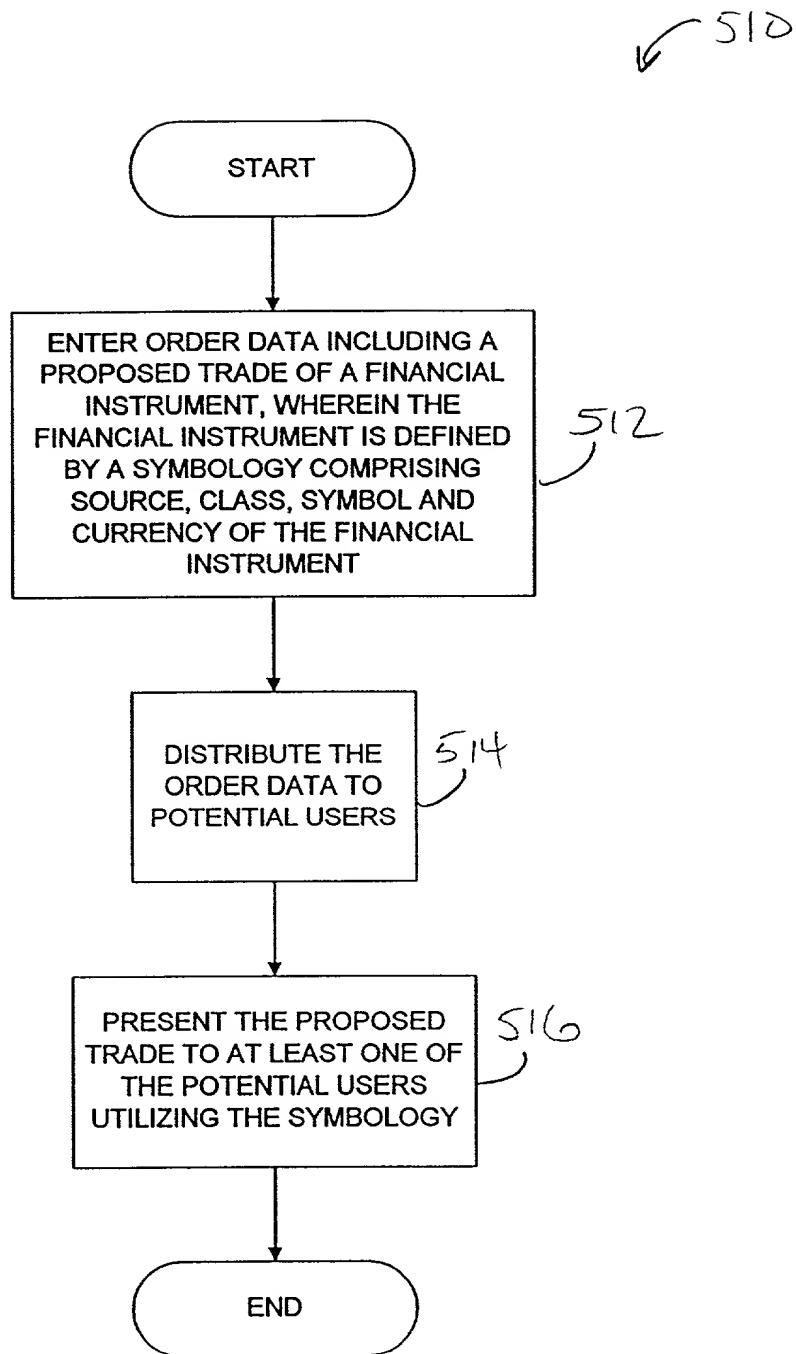 510
START
ENTER ORDER DATA INCLUDING A
PROPOSED TRADE OF A FINANCIAL
INSTRUMENT, WHEREIN THE
FINANCIAL INSTRUMENT IS DEFINED
BY A SYMBOLOGY COMPRISING
SOURCE, CLASS, SYMBOL AND
CURRENCY OF THE FINANCIAL
INSTRUMENT
512
DISTRIBUTE THE
ORDER DATA TO
POTENTIAL USERS
514
PRESENT THE PROPOSED
TRADE TO AT LEAST ONE OF
THE POTENTIAL USERS
UTILIZING THE SYMBOLOGY
516
END